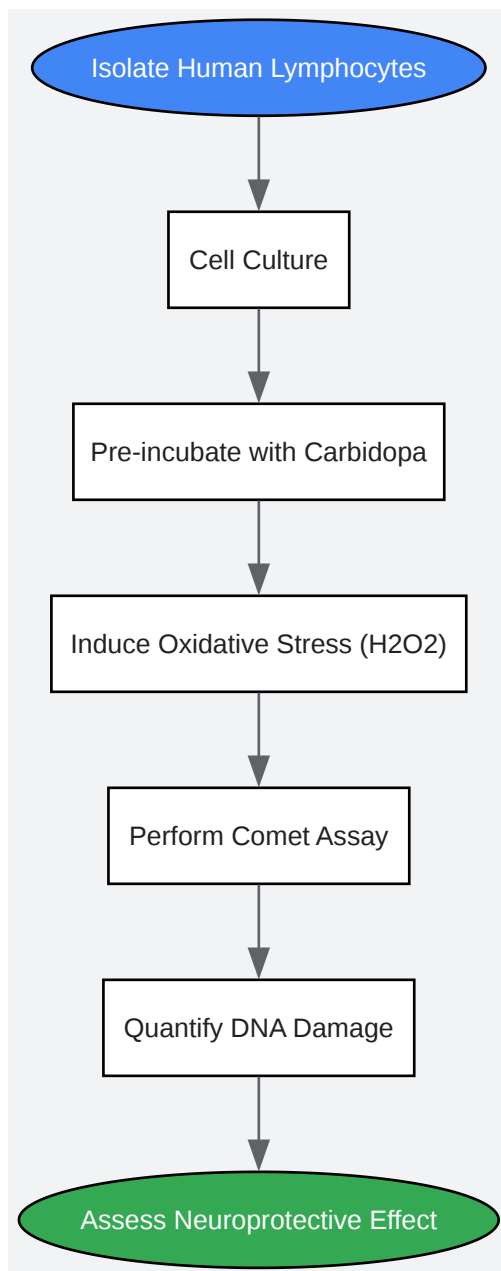 Isolate Human Lymphocytes
Cell Culture
Pre-incubate with Carbidopa
Induce Oxidative Stress (H2O2)
Perform Comet Assay
Quantify DNA Damage
Assess Neuroprotective Effect